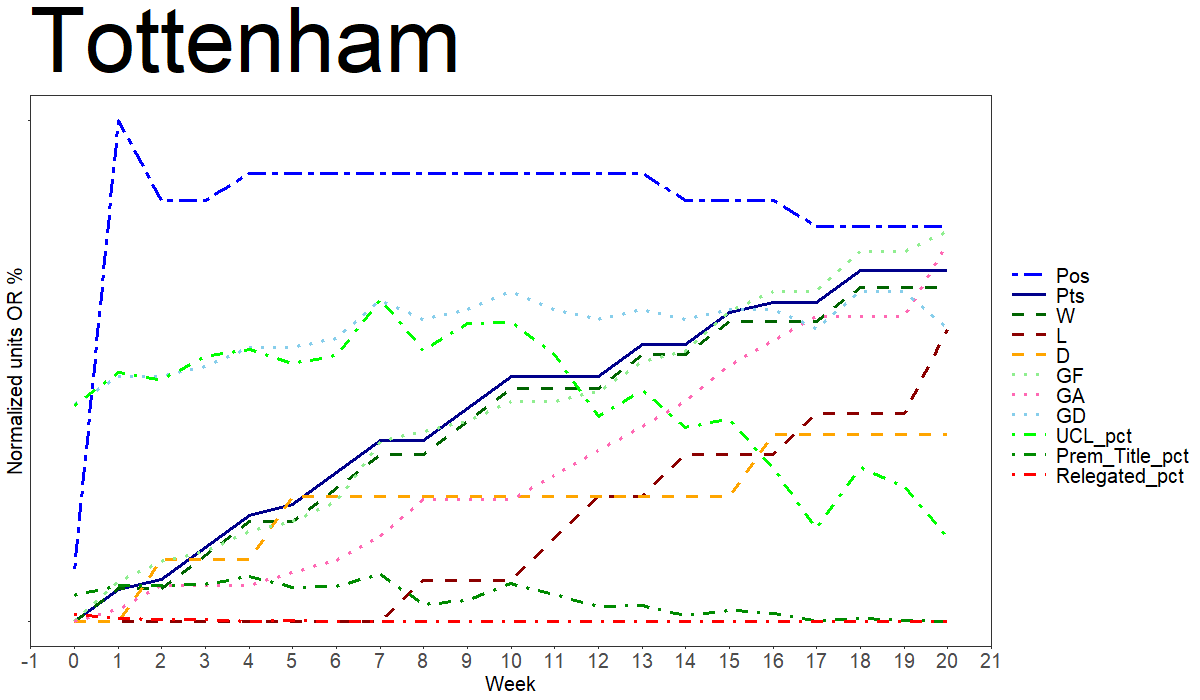 Tottenham
Normalized units OR %
Pos
Pts
W
L
D
GF
GA
GD
UCL_pct
Prem_Title_pct
Relegated_pct
-1 0 1 2 3 4 5 6 7 8 9 10 11 12 13 14 15 16 17 18 19 20 21
Week